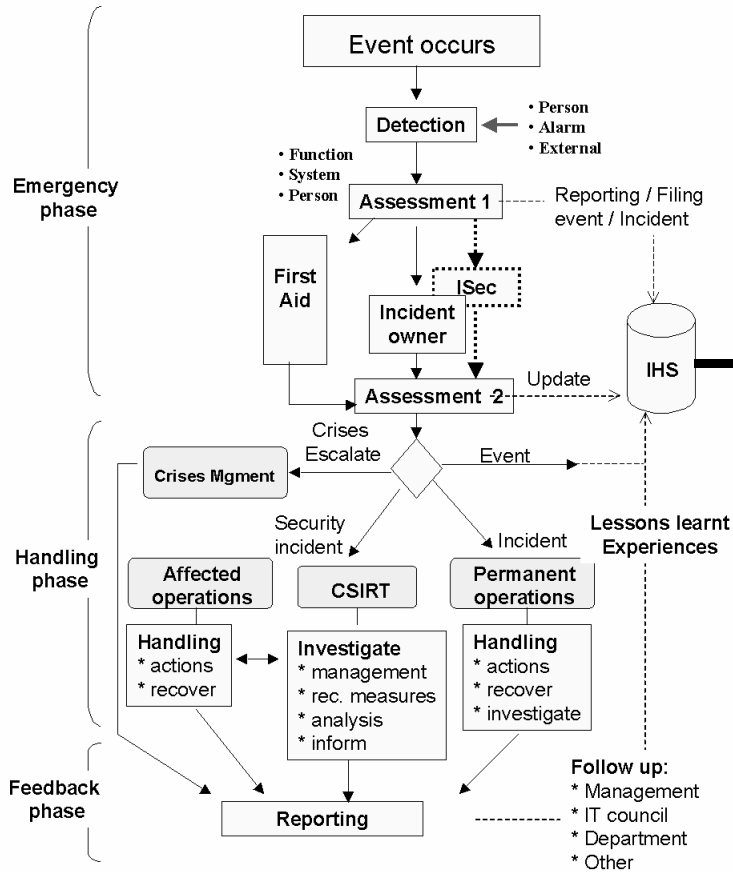 Event occurs
Detection
• Person
• Alarm
• External
• Function
• System
• Person
Emergency
phase
Assessment 1
Reporting / Filing
event / Incident
First
Aid
ISec
Incident
owner
IHS
Assessment 2
Update
Crises
Escalate
Crises Mgment
Event
Security
incident
Incident
Lessons learnt
Experiences
Handling
phase
Affected
operations
CSIRT
Permanent
operations
Handling
* actions
* recover
Investigate
* management
* rec. measures
* analysis
* inform
Handling
* actions
* recover
* investigate
Feedback
phase
Reporting
Follow up:
* Management
* IT council
* Department
* Other